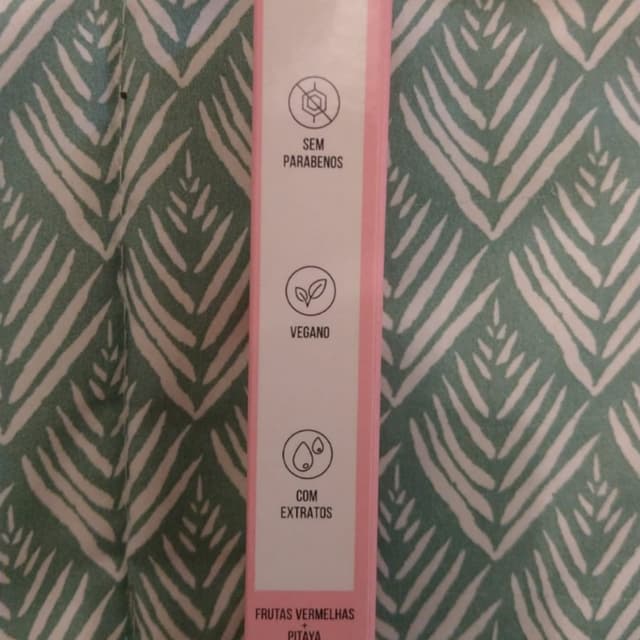 SEM
PARABENOS
VEGANO
COM
EXTRATOS
FRUTAS VERMELHAS
+
PITAYA